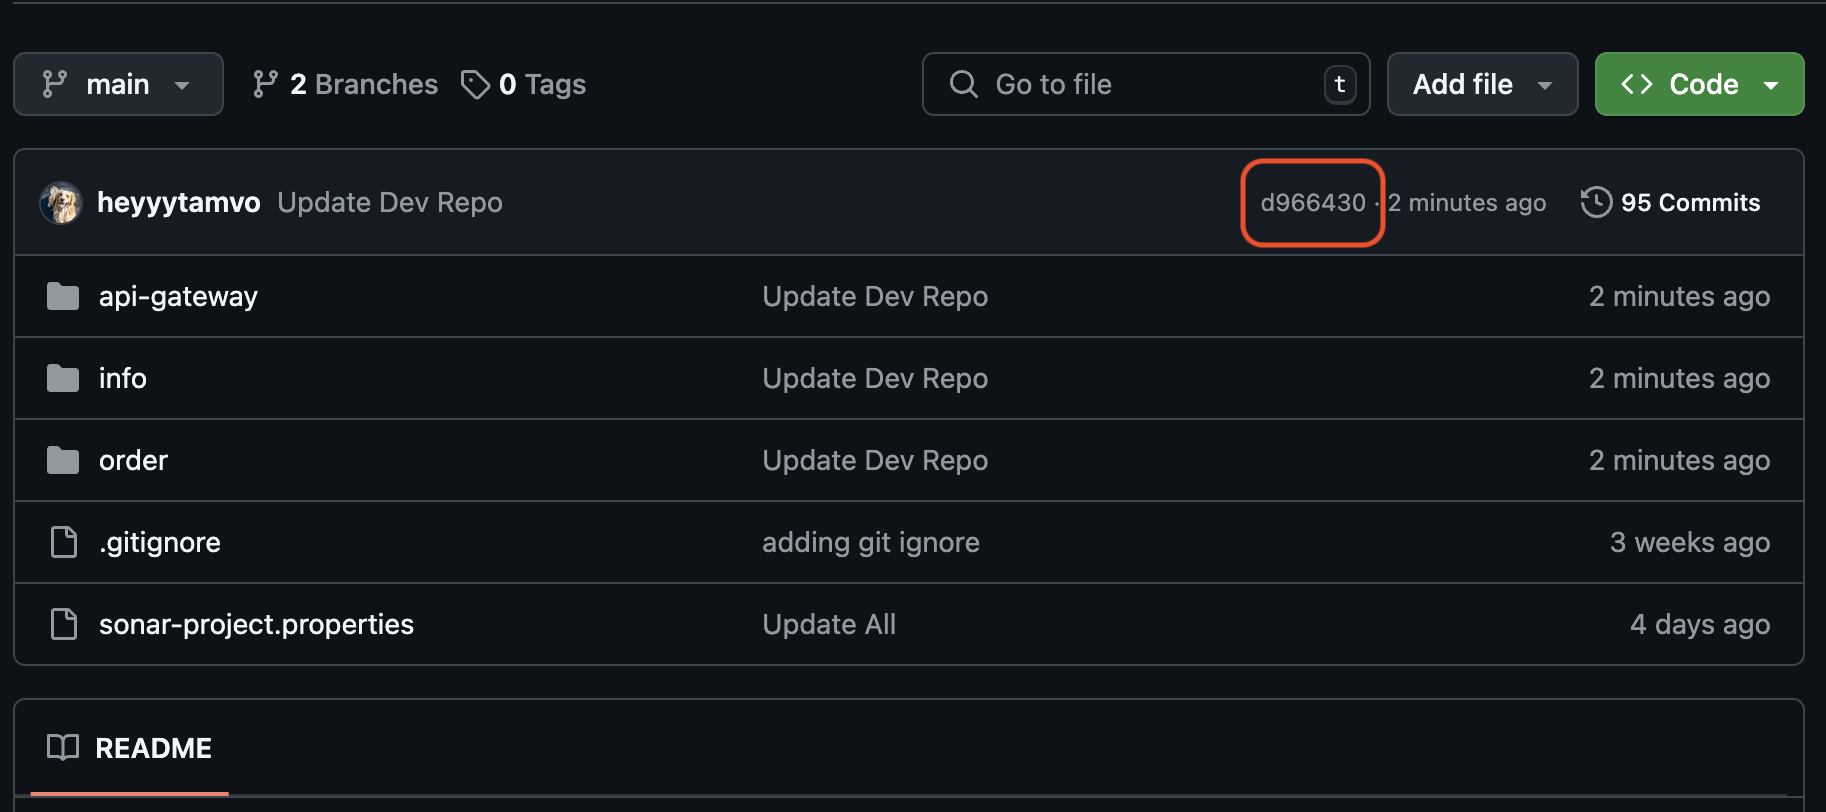 main 2 Branches 0 Tags Go to file t Add file Code
heyyytamvo Update Dev Repo d966430 · 2 minutes ago 95 Commits
api-gateway Update Dev Repo 2 minutes ago
info Update Dev Repo 2 minutes ago
order Update Dev Repo 2 minutes ago
.gitignore adding git ignore 3 weeks ago
sonar-project.properties Update All 4 days ago
README